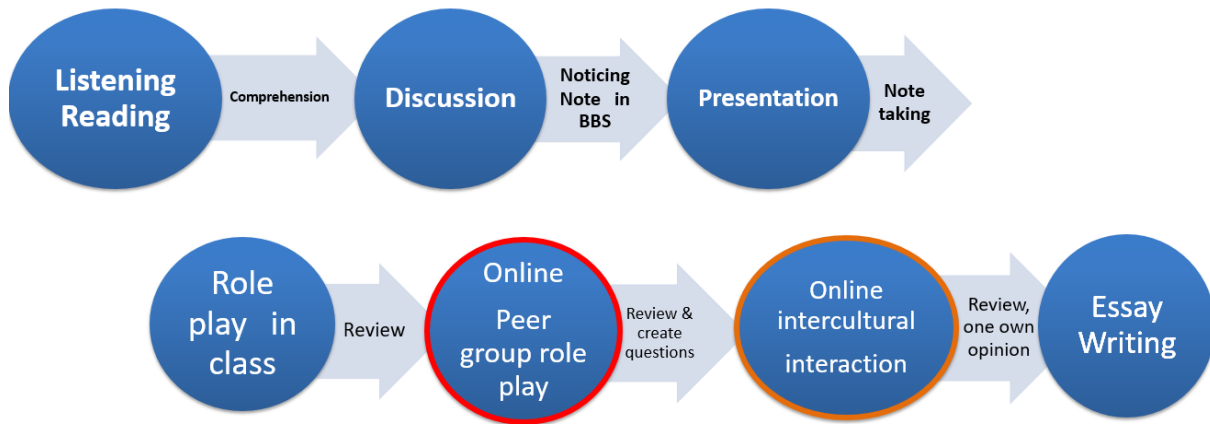 Listening
Reading
Comprehension
Discussion
Noticing
Note in
BBS
Presentation
Note
taking
Role
play in
class
Review
Online
Peer
group role
play
Review &
create
questions
Online
intercultural
interaction
Review,
one own
opinion
Essay
Writing